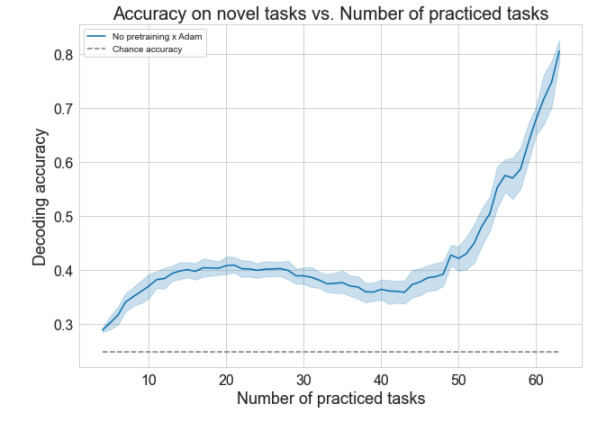 Accuracy on novel tasks vs. Number of practiced tasks
No pretraining x Adam
Chance accuracy
0.8
0.7
0.6
0.5
0.4
0.3
Decoding accuracy
10 20 30 40 50 60
Number of practiced tasks